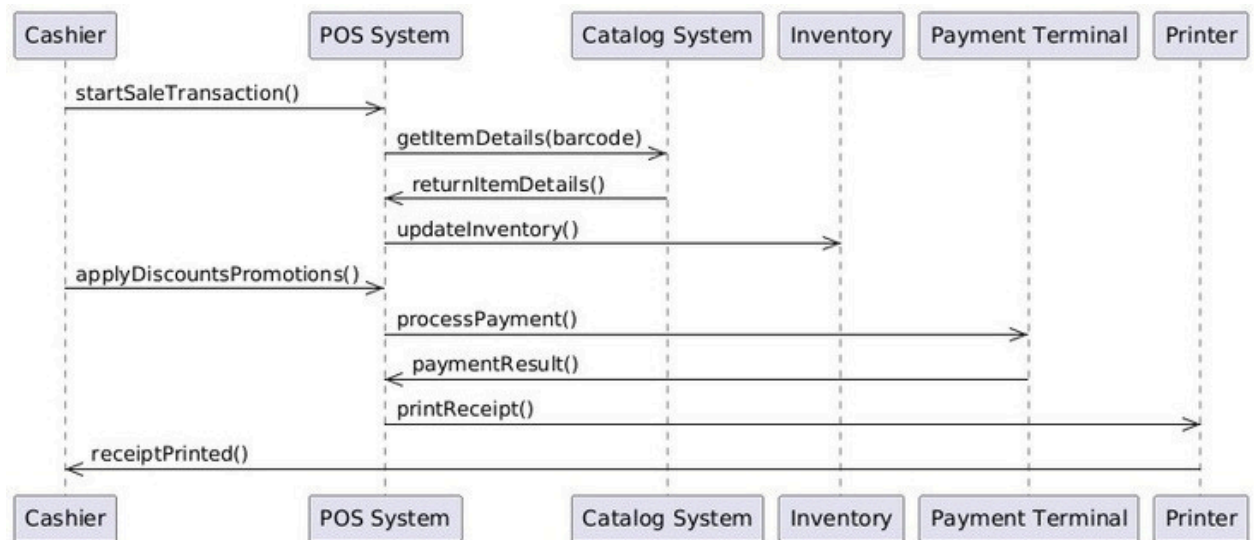 Cashier POS System Catalog System Inventory Payment Terminal Printer
startSaleTransaction()
getItemDetails(barcode)
returnItemDetails()
updateInventory()
applyDiscountsPromotions()
processPayment()
paymentResult()
printReceipt()
receiptPrinted()
Cashier POS System Catalog System Inventory Payment Terminal Printer